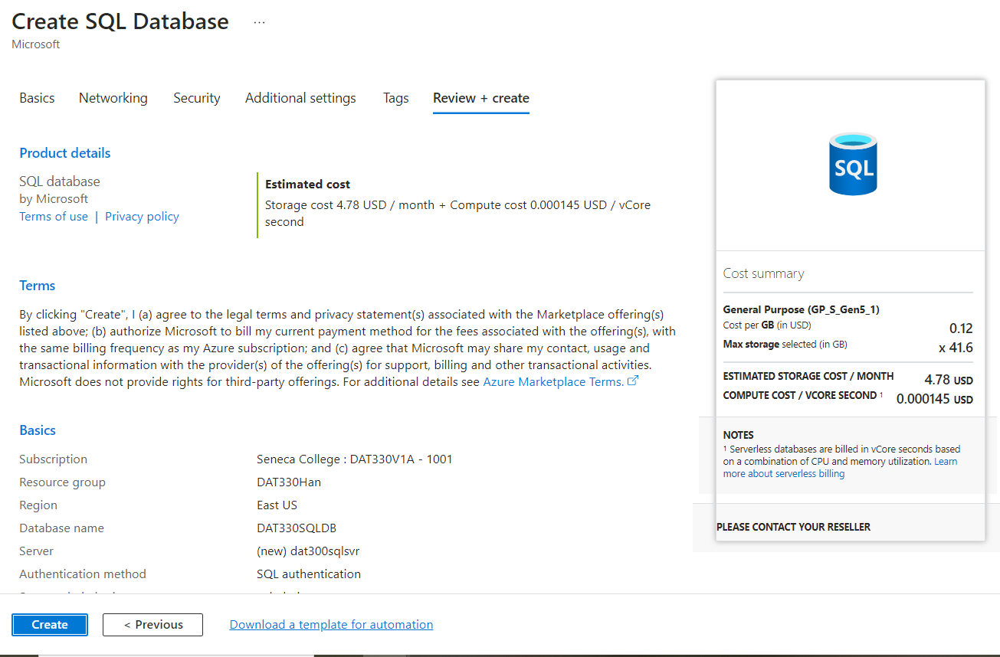 Create SQL Database ...
Microsoft
Basics Networking Security Additional settings Tags Review + create
Product details
SQL database
by Microsoft
Terms of use | Privacy policy
Estimated cost
Storage cost 4.78 USD / month + Compute cost 0.000145 USD / vCore
second
Terms
By clicking "Create", I (a) agree to the legal terms and privacy statement(s) associated with the Marketplace offering(s)
listed above; (b) authorize Microsoft to bill my current payment method for the fees associated with the offering(s), with
the same billing frequency as my Azure subscription; and (c) agree that Microsoft may share my contact, usage and
transactional information with the provider(s) of the offering(s) for support, billing and other transactional activities.
Microsoft does not provide rights for third-party offerings. For additional details see Azure Marketplace Terms.
Basics
Subscription Seneca College : DAT330V1A - 1001
Resource group DAT330Han
Region East US
Database name DAT330SQLDB
Server (new) dat300sqlsvr
Authentication method SQL authentication
Create < Previous Download a template for automation
SQL
Cost summary
General Purpose (GP_S_Gen5_1)
Cost per GB (in USD) 0.12
Max storage selected (in GB) x 41.6
ESTIMATED STORAGE COST / MONTH 4.78 USD
COMPUTE COST / VCORE SECOND ¹ 0.000145 USD
NOTES
¹ Serverless databases are billed in vCore seconds based
on a combination of CPU and memory utilization. Learn
more about serverless billing
PLEASE CONTACT YOUR RESELLER